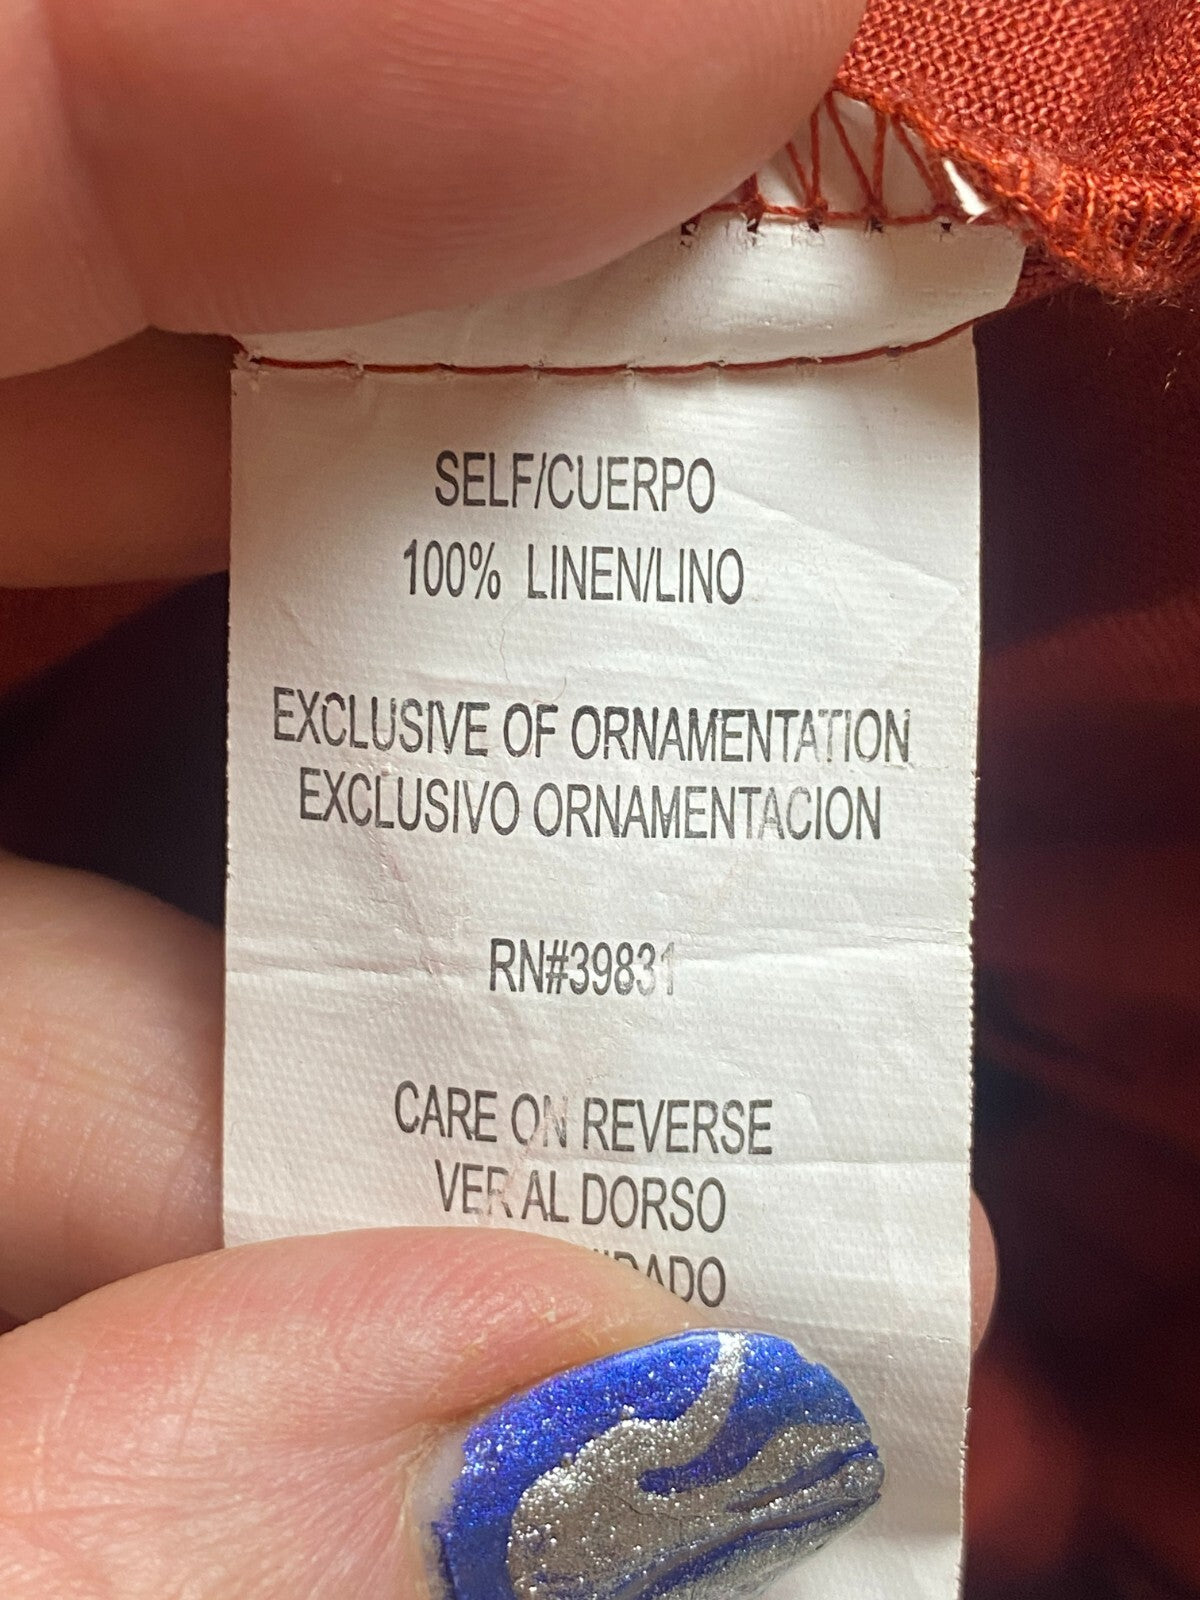 SELF/CUERPO
100% LINEN/LINO
EXCLUSIVE OF ORNAMENTATION
EXCLUSIVO ORNAMENTACION
RN#39831
CARE ON REVERSE
VER AL DORSO